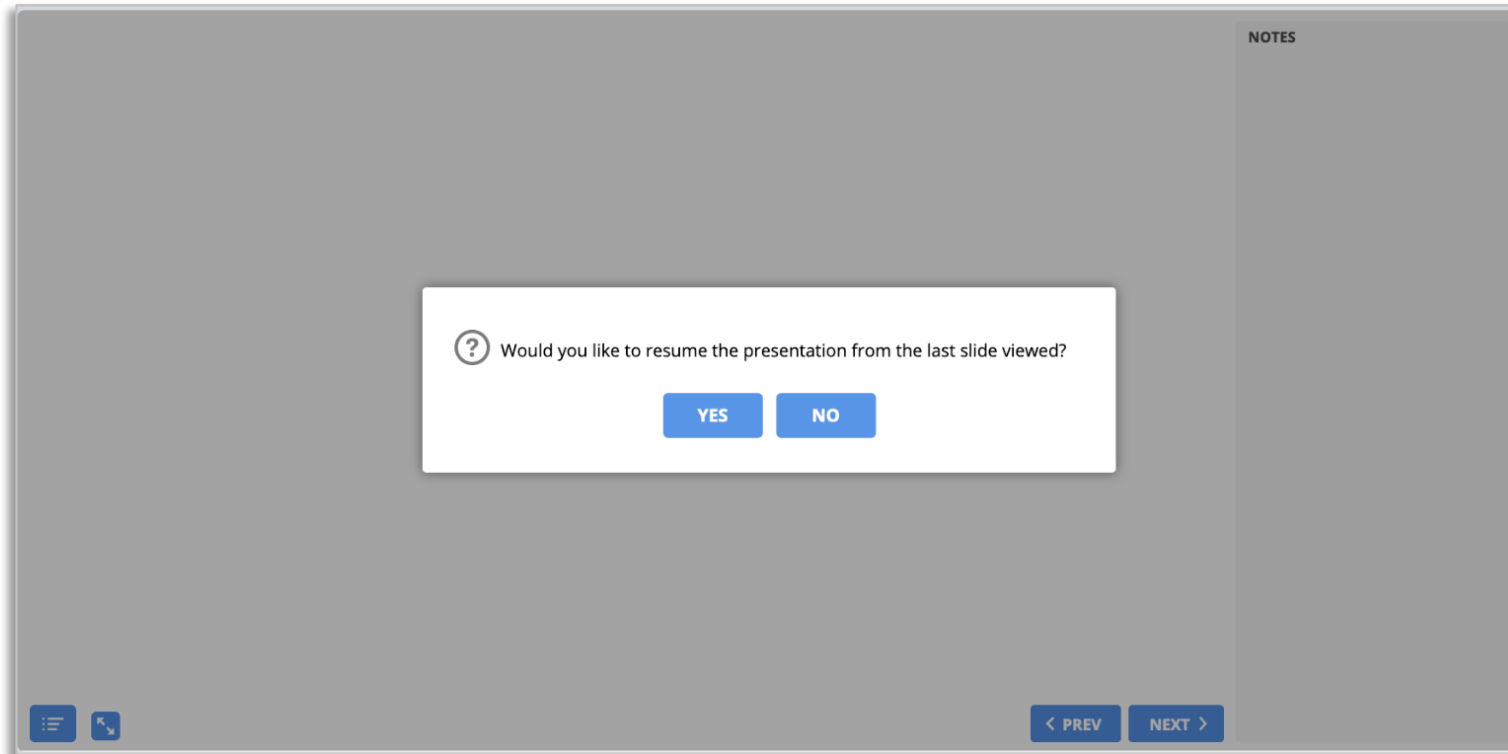 NOTES
Would you like to resume the presentation from the last slide viewed?
YES NO
PREV NEXT